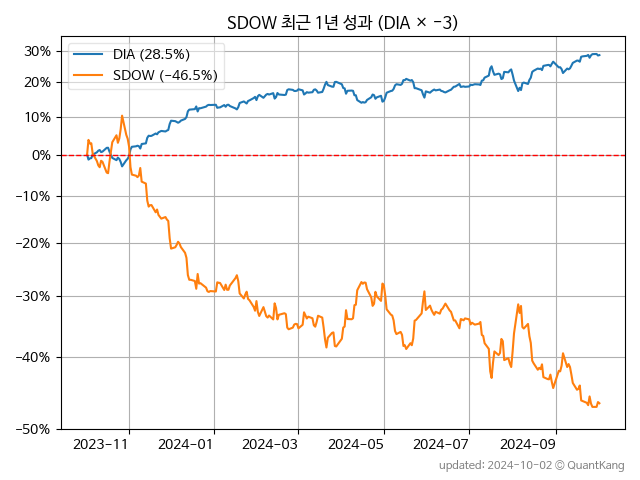 SDOW 최근 1년 성과 (DIA × −3)
DIA (28.5%)
SDOW (−46.5%)
30%
20%
10%
0%
−10%
−20%
−30%
−40%
−50%
2023−11 2024−01 2024−03 2024−05 2024−07 2024−09
updated: 2024-10-02 © QuantKang